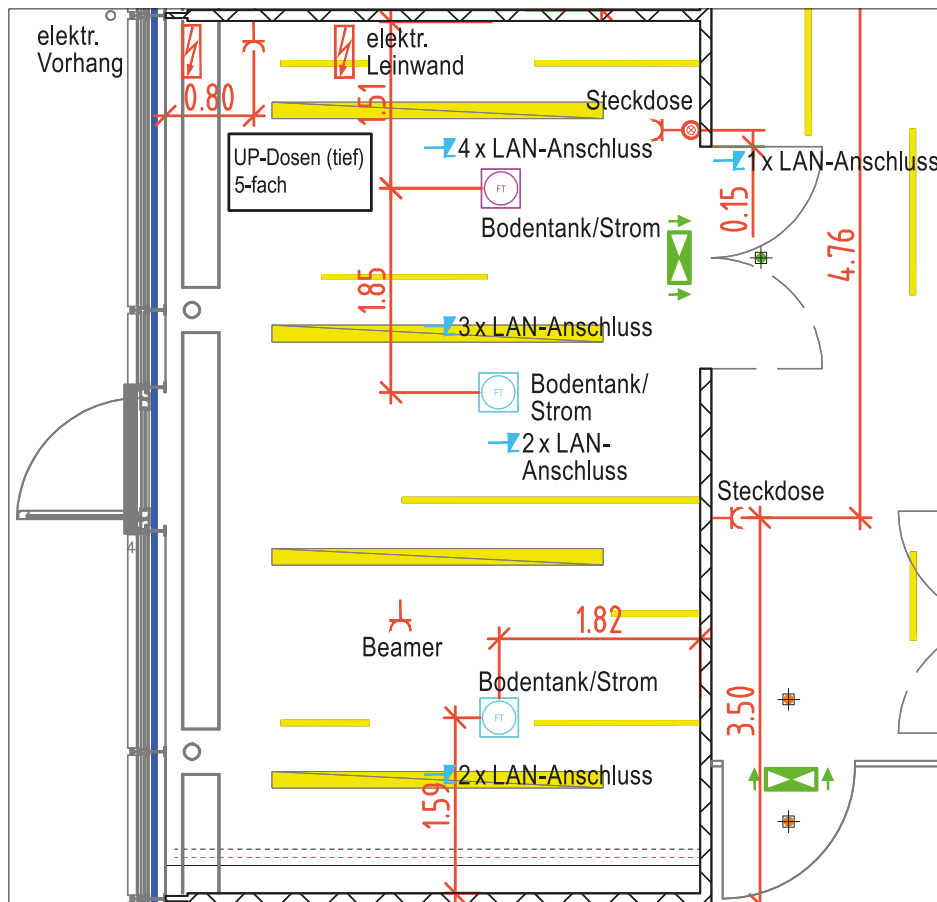 elektr.
Vorhang
elektr.
Leinwand
0.80
1.51
Steckdose
UP-Dosen (tief)
5-fach
4 x LAN-Anschluss
1 x LAN-Anschluss
FT
0.15
Bodentank/Strom
4.76
1.85
3 x LAN-Anschluss
FT
Bodentank/
Strom
2 x LAN-
Anschluss
Steckdose
4
1.82
Beamer
Bodentank/Strom
FT
3.50
2 x LAN-Anschluss
1.59